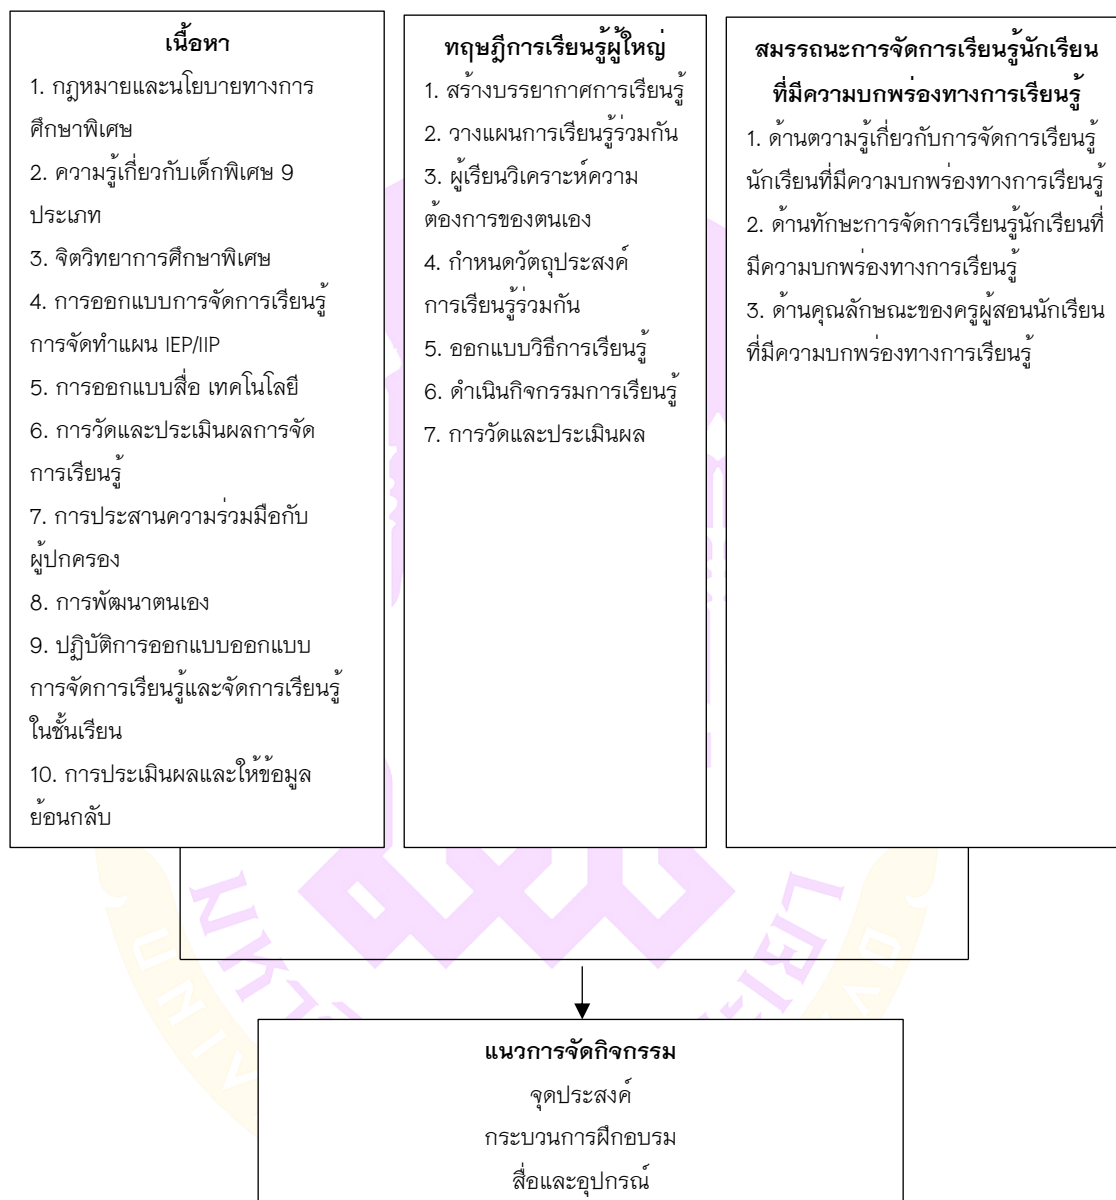 เนื้อหา
1. กฎหมายและนโยบายทางการ
ศึกษาพิเศษ
2. ความรู้เกี่ยวกับเด็กพิเศษ 9
ประเภท
3. จิตวิทยาการศึกษาพิเศษ
4. การออกแบบการจัดการเรียนรู้
การจัดทำแผน IEP/IIP
5. การออกแบบสื่อ เทคโนโลยี
6. การวัดและประเมินผลการจัด
การเรียนรู้
7. การประสานความร่วมมือกับ
ผู้ปกครอง
8. การพัฒนาตนเอง
9. ปฏิบัติการออกแบบออกแบบ
การจัดการเรียนรู้และจัดการเรียนรู้
ในชั้นเรียน
10. การประเมินผลและให้ข้อมูล
ย้อนกลับ
ทฤษฎีการเรียนรู้ผู้ใหญ่
1. สร้างบรรยากาศการเรียนรู้
2. วางแผนการเรียนรู้ร่วมกัน
3. ผู้เรียนวิเคราะห์ความ
ต้องการของตนเอง
4. กำหนดวัตถุประสงค์
การเรียนรู้ร่วมกัน
5. ออกแบบวิธีการเรียนรู้
6. ดำเนินกิจกรรมการเรียนรู้
7. การวัดและประเมินผล
สมรรถนะการจัดการเรียนรู้นักเรียน
ที่มีความบกพร่องทางการเรียนรู้
1. ด้านตวามรู้เกี่ยวกับการจัดการเรียนรู้
นักเรียนที่มีความบกพร่องทางการเรียนรู้
2. ด้านทักษะการจัดการเรียนรู้นักเรียนที่
มีความบกพร่องทางการเรียนรู้
3. ด้านคุณลักษณะของครูผู้สอนนักเรียน
ที่มีความบกพร่องทางการเรียนรู้
แนวการจัดกิจกรรม
จุดประสงค์
กระบวนการฝึกอบรม
สื่อและอุปกรณ์